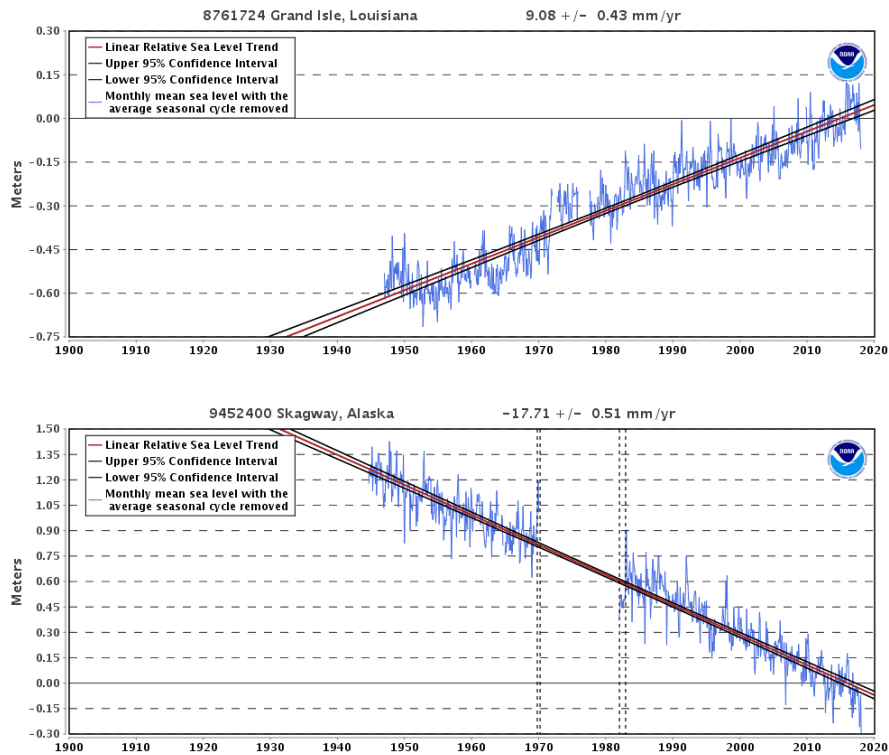 8761724 Grand Isle, Louisiana 9.08 +/- 0.43 mm/yr
0.30
0.15
0.00
-0.15
-0.30
-0.45
-0.60
-0.75
Meters
Linear Relative Sea Level Trend
Upper 95% Confidence Interval
Lower 95% Confidence Interval
Monthly mean sea level with the
average seasonal cycle removed
NOAA
1900 1910 1920 1930 1940 1950 1960 1970 1980 1990 2000 2010 2020
9452400 Skagway, Alaska -17.71 +/- 0.51 mm/yr
1.50
1.35
1.20
1.05
0.90
0.75
0.60
0.45
0.30
0.15
0.00
-0.15
-0.30
Meters
Linear Relative Sea Level Trend
Upper 95% Confidence Interval
Lower 95% Confidence Interval
Monthly mean sea level with the
average seasonal cycle removed
NOAA
1900 1910 1920 1930 1940 1950 1960 1970 1980 1990 2000 2010 2020